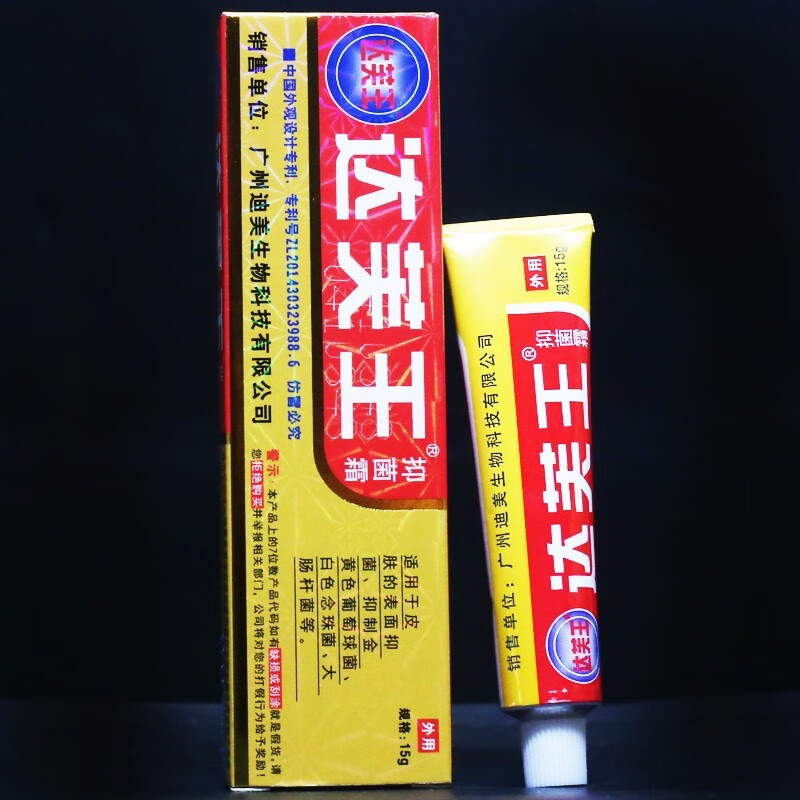 达芙王
达芙王®
抑菌霜
■中国外观设计专利，专利号ZL201430323988.6 仿冒必究
销售单位：广州迪美生物科技有限公司
适用于皮
肤的表面抑
菌、抑制金
黄色葡萄球菌、
白色念珠菌、大
肠杆菌等。
外用
规格:15g
警示:本产品上的7位数产品代码如有缺损或刮涂就是假货,请
您拒绝购买并举报相关部门，公司将对您的打假行为给予奖励！
外用
规格:15g
抑菌霜
达芙王®
达芙王
销售单位：广州迪美生物科技有限公司